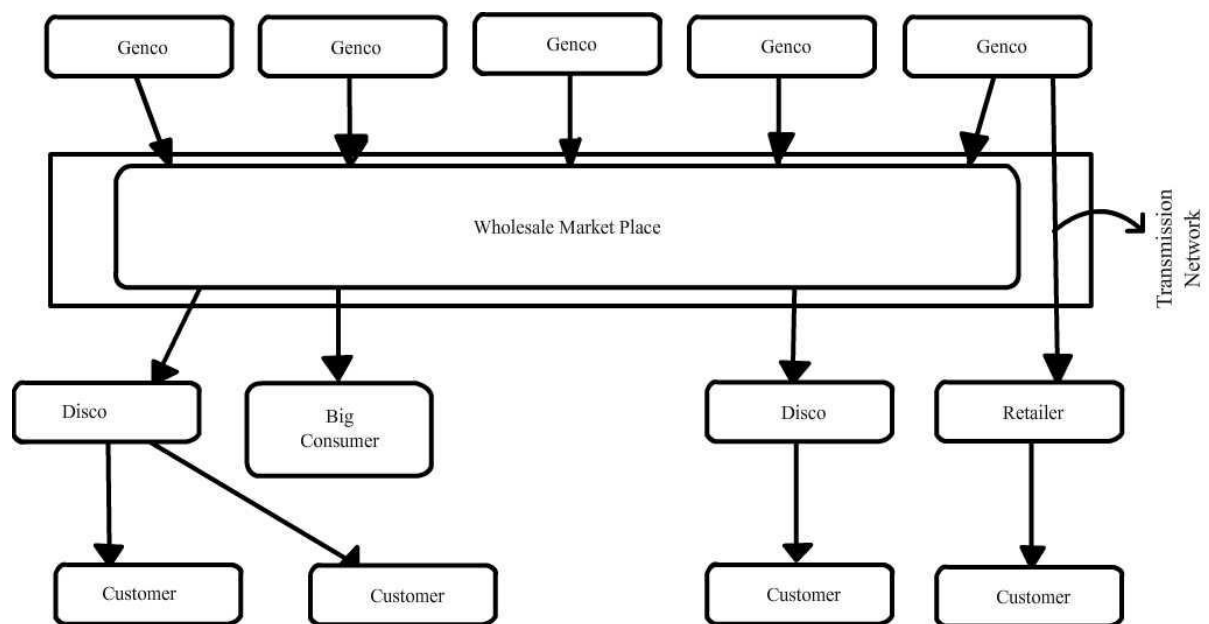 Genco
Genco
Genco
Genco
Genco
Wholesale Market Place
Transmission
Network
Disco
Big
Consumer
Disco
Retailer
Customer
Customer
Customer
Customer